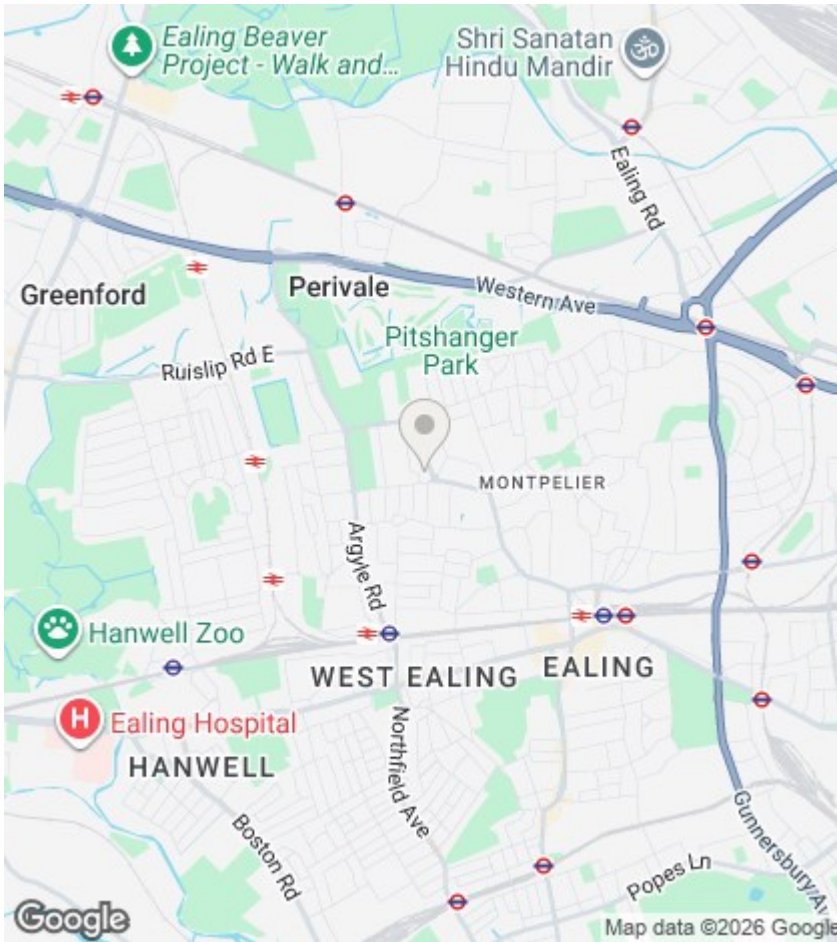 Ealing Beaver
Project - Walk and...
Shri Sanatan
Hindu Mandir
Ealing Rd
Greenford
Perivale
Western Ave
Pitshanger
Park
Ruislip Rd E
MONTPELIER
Argyle Rd
Hanwell Zoo
WEST EALING
EALING
H
Ealing Hospital
HANWELL
Northfield Ave
Boston Rd
Gunnersbury Av
Popes Ln
Google
Map data ©2026 Google